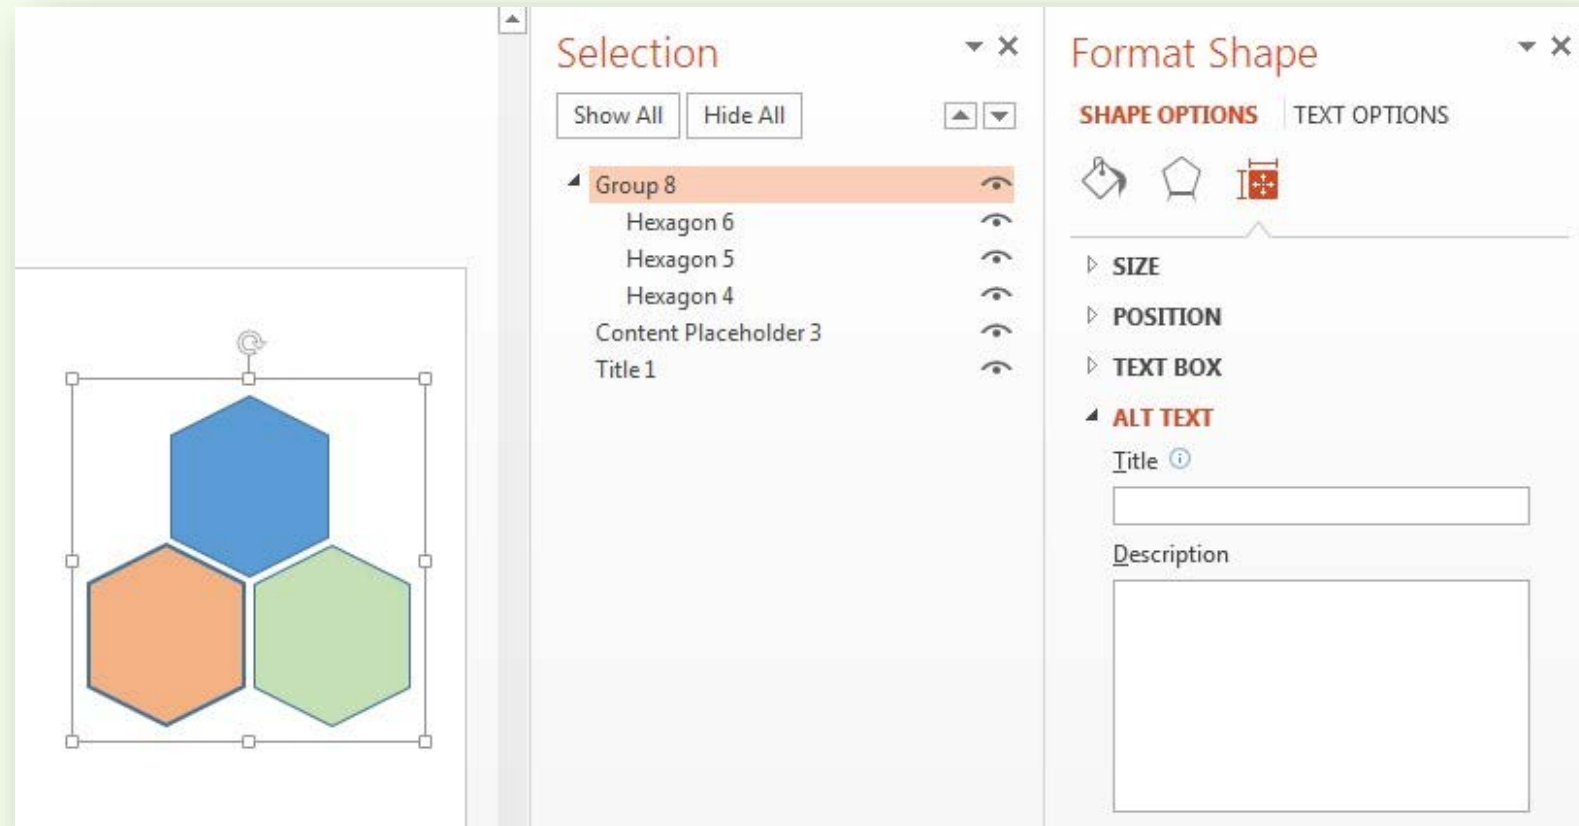 Selection
Show All
Hide All
Group 8
Hexagon 6
Hexagon 5
Hexagon 4
Content Placeholder 3
Title 1
Format Shape
SHAPE OPTIONS
TEXT OPTIONS
SIZE
POSITION
TEXT BOX
ALT TEXT
Title
Description